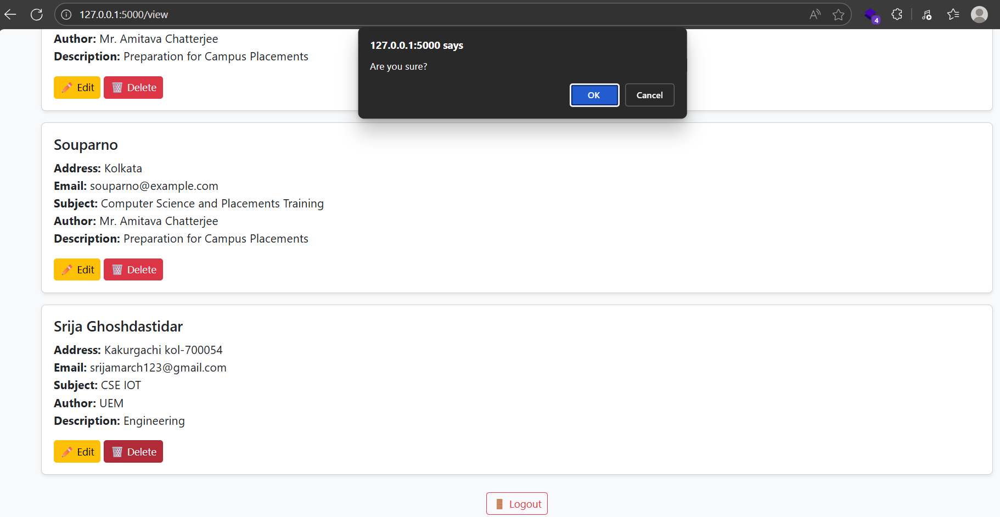 127.0.0.1:5000/view
4
127.0.0.1:5000 says
Are you sure?
OK Cancel
Author: Mr. Amitava Chatterjee
Description: Preparation for Campus Placements
Edit Delete
Souparno
Address: Kolkata
Email: souparno@example.com
Subject: Computer Science and Placements Training
Author: Mr. Amitava Chatterjee
Description: Preparation for Campus Placements
Edit Delete
Srija Ghoshdastidar
Address: Kakurgachi kol-700054
Email: srijamarch123@gmail.com
Subject: CSE IOT
Author: UEM
Description: Engineering
Edit Delete
Logout